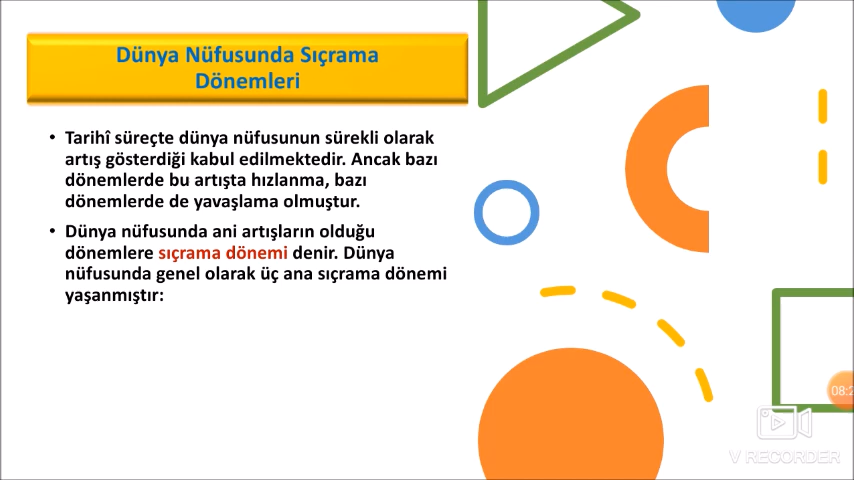 Dünya Nüfusunda Sıçrama
Dönemleri
• Tarihî süreçte dünya nüfusunun sürekli olarak
artış gösterdiği kabul edilmektedir. Ancak bazı
dönemlerde bu artışta hızlanma, bazı
dönemlerde de yavaşlama olmuştur.
• Dünya nüfusunda ani artışların olduğu
dönemlere sıçrama dönemi denir. Dünya
nüfusunda genel olarak üç ana sıçrama dönemi
yaşanmıştır:
V RECORDER